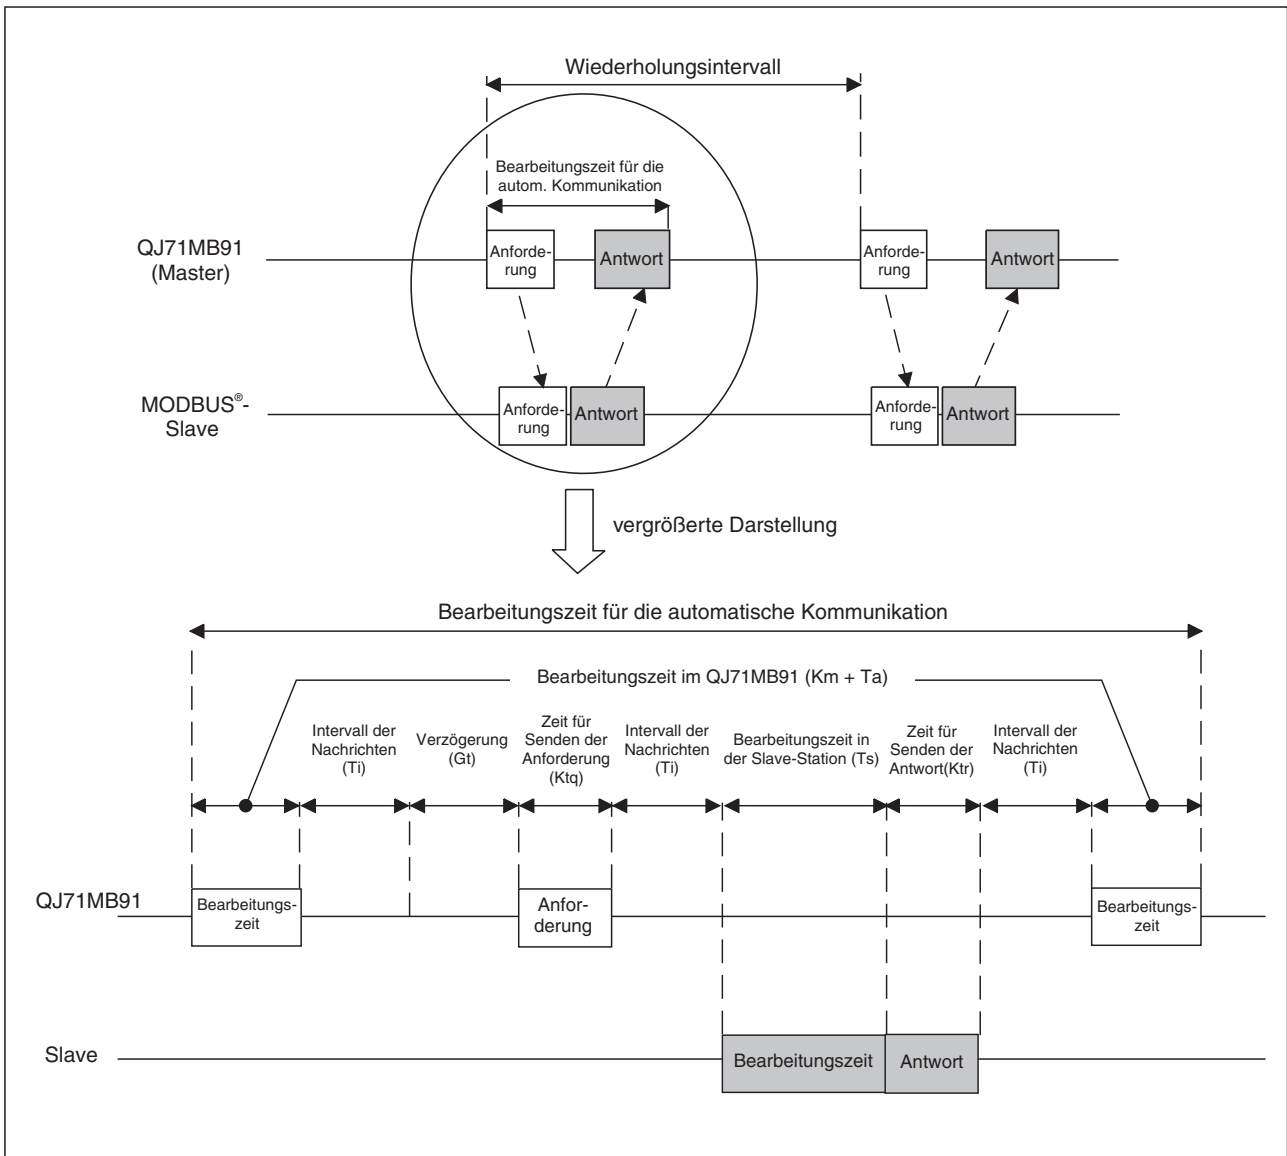 Wiederholungsintervall
Bearbeitungszeit für die
autom. Kommunikation
QJ71MB91
(Master)
Anforde-
rung
Antwort
Anforde-
rung
Antwort
MODBUS®-
Slave
Anforde-
rung
Antwort
Anforde-
rung
Antwort
vergrößerte Darstellung
Bearbeitungszeit für die automatische Kommunikation
Bearbeitungszeit im QJ71MB91 (Km + Ta)
Intervall der
Nachrichten
(Ti)
Verzögerung
(Gt)
Zeit für
Senden der
Anforderung
(Ktq)
Intervall der
Nachrichten
(Ti)
Bearbeitungszeit in
der Slave-Station (Ts)
Zeit für
Senden der
Antwort(Ktr)
Intervall der
Nachrichten
(Ti)
QJ71MB91
Bearbeitungs-
zeit
Anfor-
derung
Bearbeitungs-
zeit
Slave
Bearbeitungszeit
Antwort